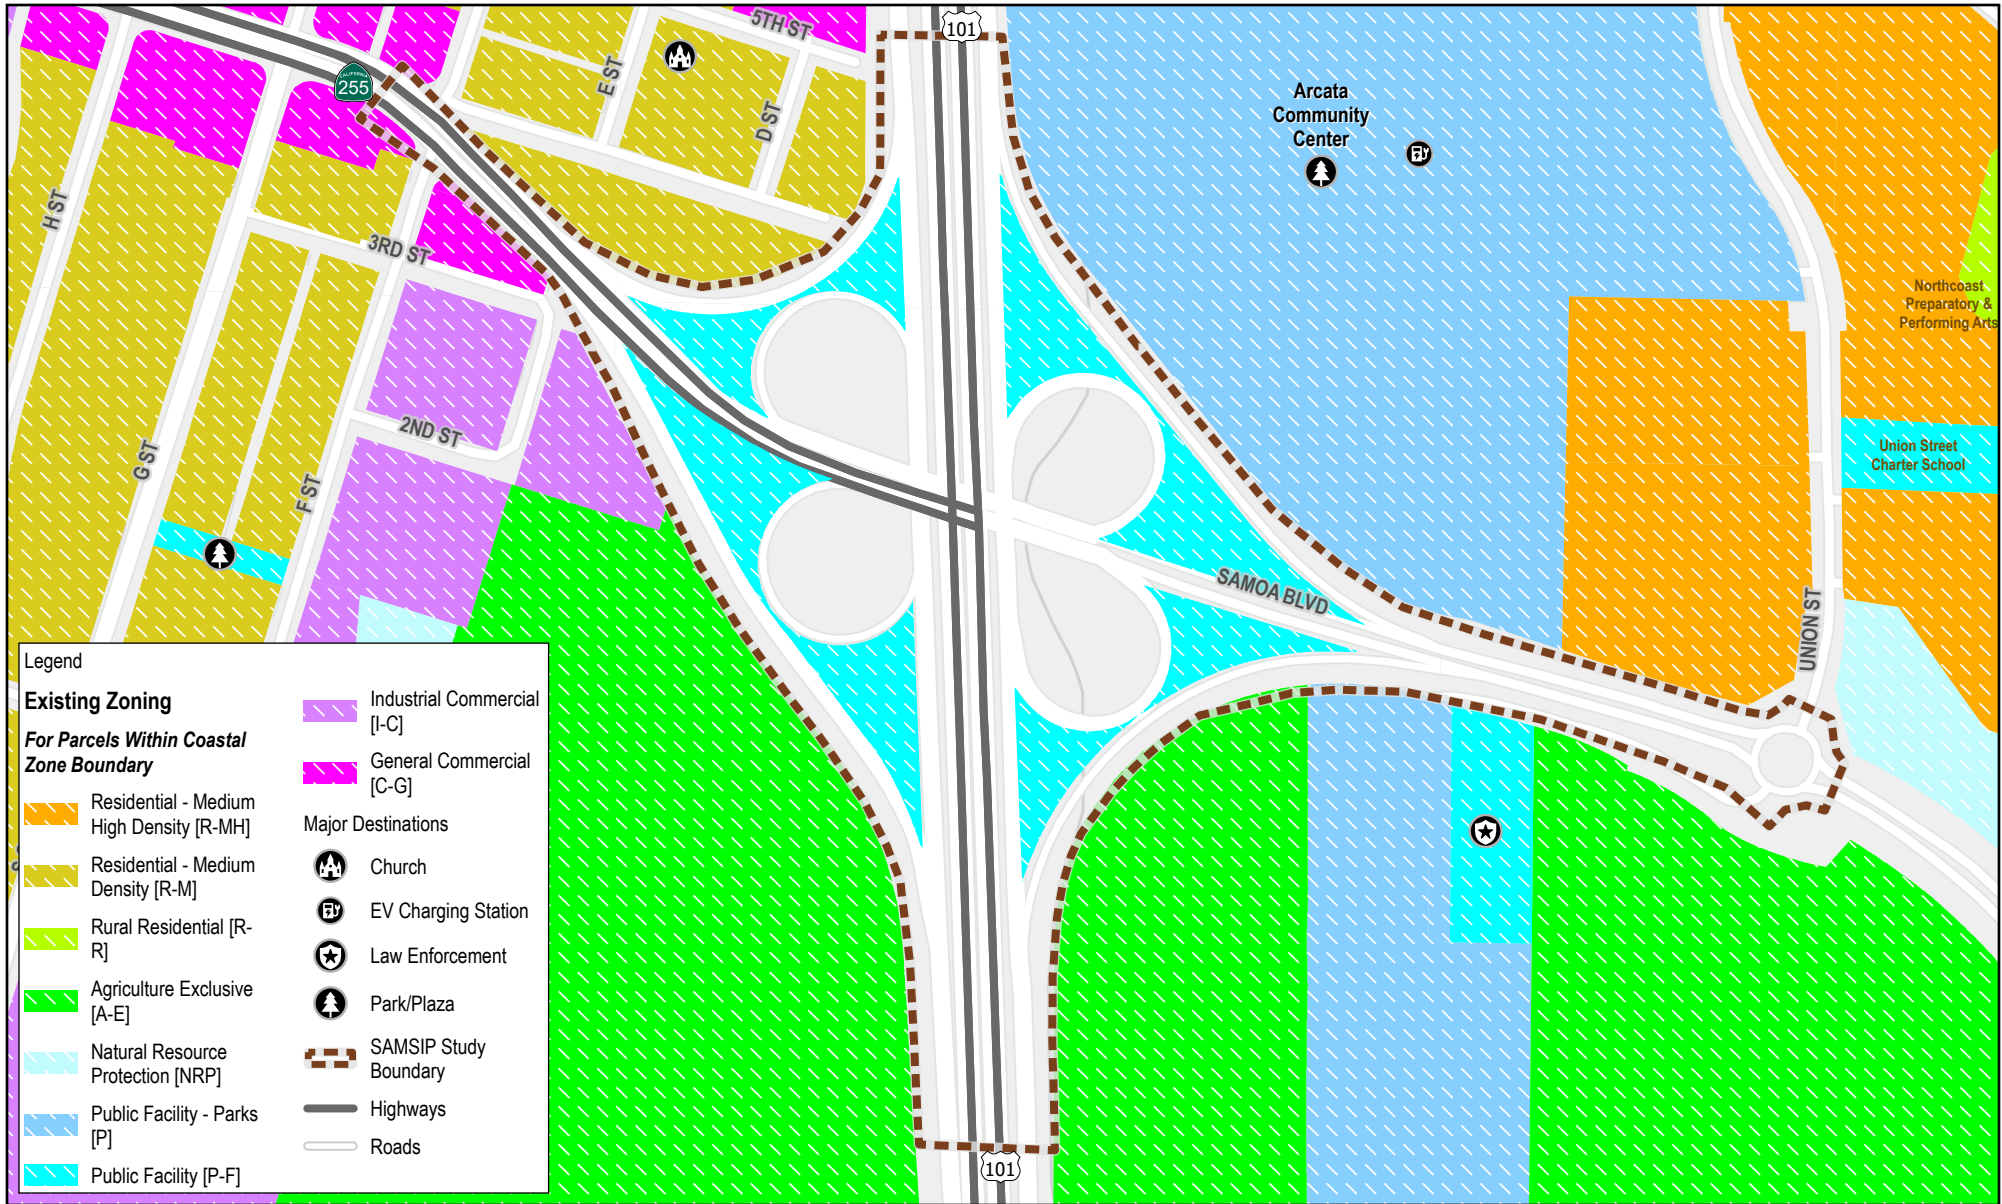 5TH ST
101
CALIFORNIA
255
E ST
D ST
Arcata
Community
Center
H ST
3RD ST
Northcoast
Preparatory &
Performing Arts
2ND ST
G ST
F ST
Union Street
Charter School
SAMOA BLVD
UNION ST
Legend
Existing Zoning
For Parcels Within Coastal
Zone Boundary
Residential - Medium
High Density [R-MH]
Residential - Medium
Density [R-M]
Rural Residential [R-
R]
Agriculture Exclusive
[A-E]
Natural Resource
Protection [NRP]
Public Facility - Parks
[P]
Public Facility [P-F]
Industrial Commercial
[I-C]
General Commercial
[C-G]
Major Destinations
Church
EV Charging Station
Law Enforcement
Park/Plaza
SAMSIP Study
Boundary
Highways
Roads
101